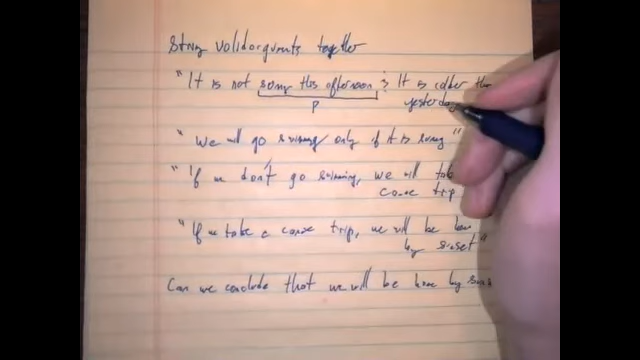 String valid arguments together
"It is not sunny this afternoon & It is colder than
yesterday
P
"We will go swimming only if it is sunny"
"If we don't go swimming, we will take
canoe trip
"If we take a canoe trip, we will be home
by sunset"
Can we conclude that we will be home by sunset